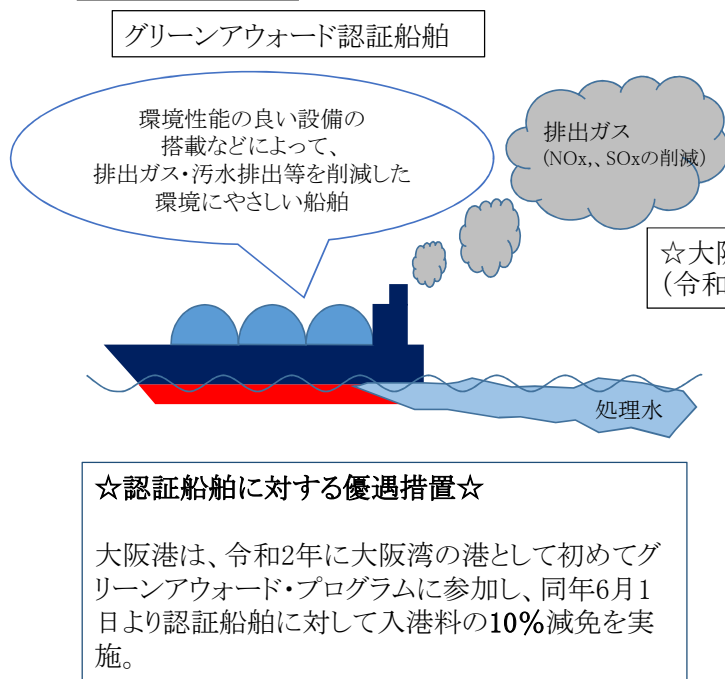 グリーンアウォード認証船舶
環境性能の良い設備の
搭載などによって、
排出ガス・汚水排出等を削減した
環境にやさしい船舶
排出ガス
(NOx,、SOxの削減)
☆大阪
(令和
処理水
☆認証船舶に対する優遇措置☆
大阪港は、令和2年に大阪湾の港として初めてグ
リーンアウォード・プログラムに参加し、同年6月1
日より認証船舶に対して入港料の10%減免を実
施。